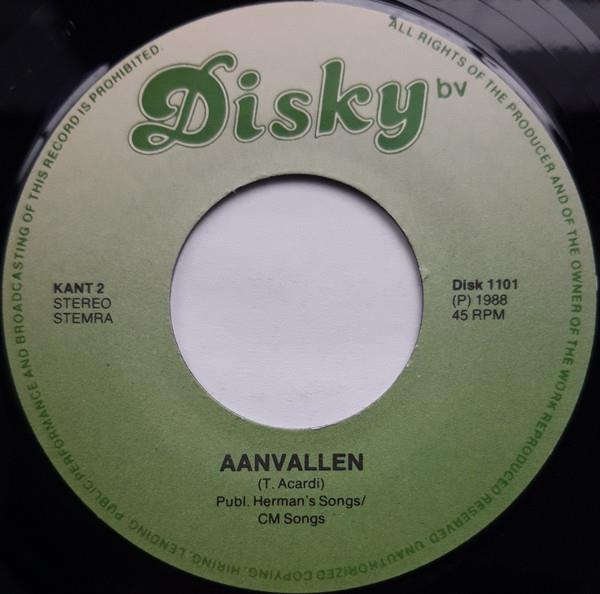 Disky bv
ALL RIGHTS OF THE PRODUCER AND OF THE OWNER OF THE WORK REPRODUCED RESERVED. UNAUTHORIZED COPYING, HIRING, LENDING, PUBLIC PERFORMANCE AND BROADCASTING OF THIS RECORD IS PROHIBITED.
KANT 2
STEREO
STEMRA
Disk 1101
(P) 1988
45 RPM
AANVALLEN
(T. Acardi)
Publ. Herman's Songs/
CM Songs